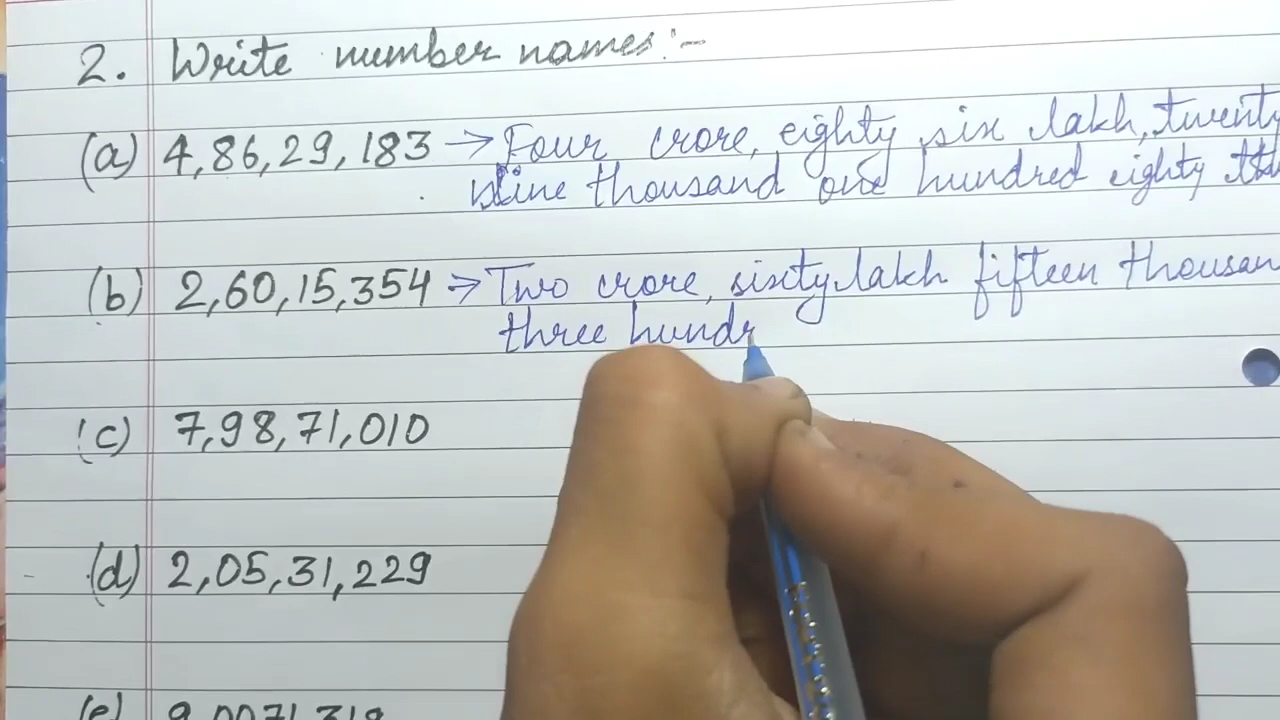 2. Write number names:-
(a) 4,86,29,183 → Four crore, eighty six lakh, twenty
Nine thousand one hundred eighty
(b) 2,60,15,354 → Two crore, sixty lakh fifteen thousan
three hundr
(c) 7,98,71,010
(d) 2,05,31,229
(e)